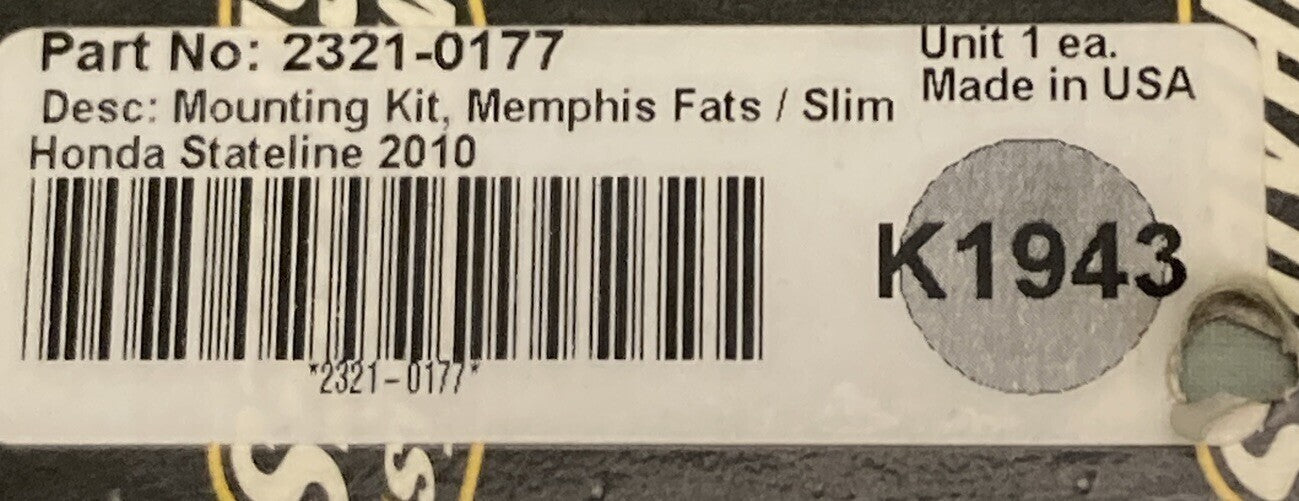 Part No: 2321-0177
Desc: Mounting Kit, Memphis Fats / Slim
Honda Stateline 2010
*2321-0177*
Unit 1 ea.
Made in USA
K1943